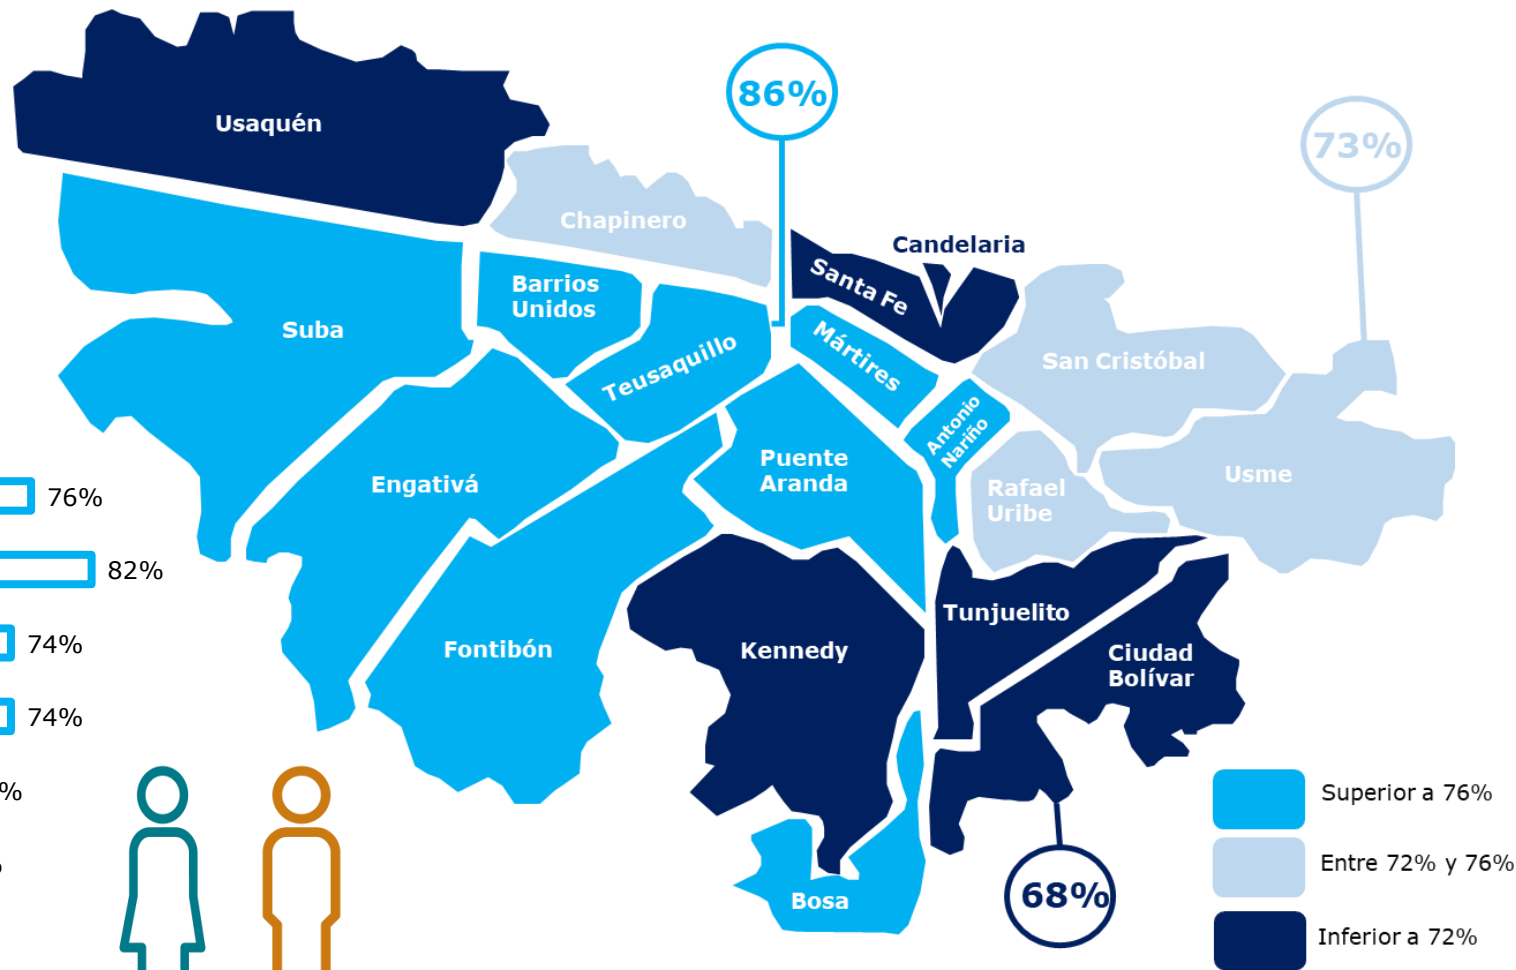 Usaquén
86%
73%
Chapinero
Candelaria
Santa Fe
Barrios
Unidos
Suba
Teusaquillo
Mártires
San Cristóbal
Antonio
Nariño
Puente
Aranda
Engativá
Rafael
Uribe
Usme
76%
82%
Tunjuelito
74%
Fontibón
Kennedy
Ciudad
Bolívar
74%
%
Superior a 76%
Entre 72% y 76%
68%
Bosa
Inferior a 72%